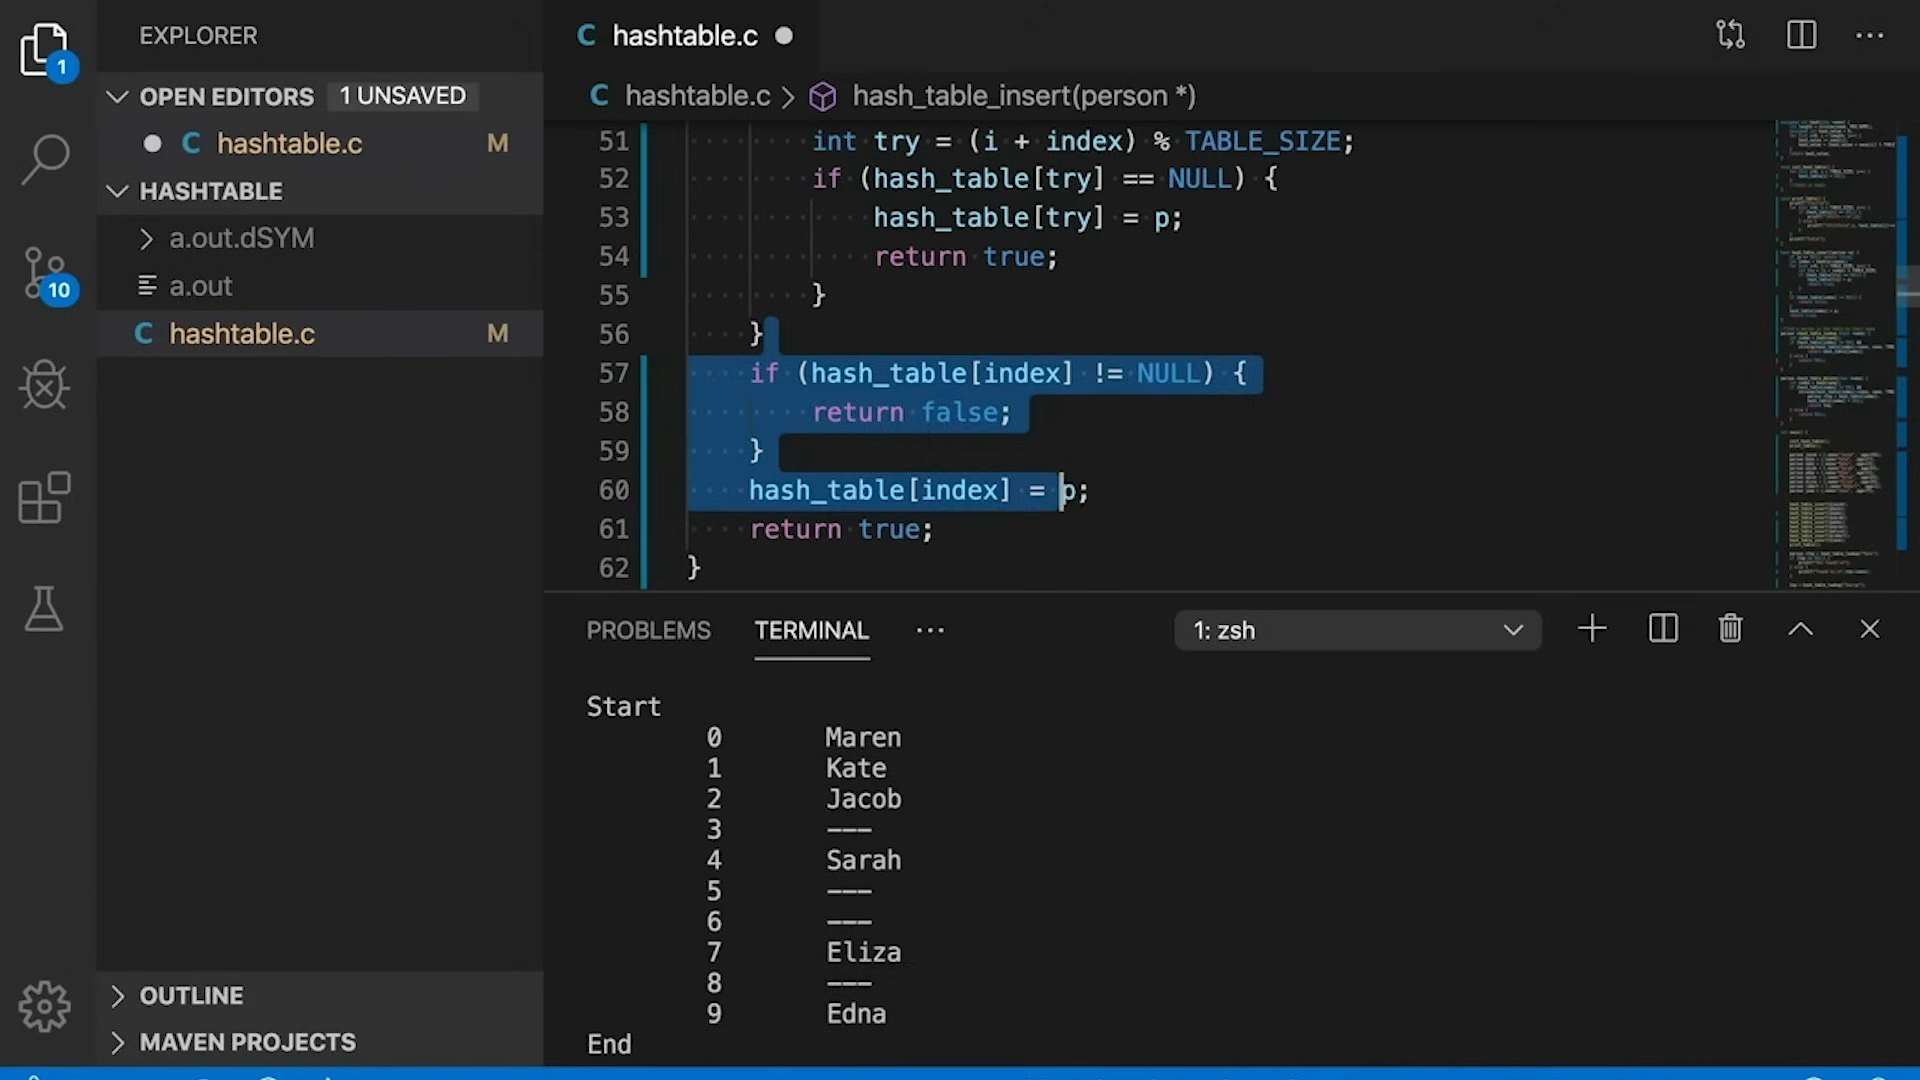 EXPLORER
1
OPEN EDITORS 1 UNSAVED
C hashtable.c M
HASHTABLE
a.out.dSYM
a.out
C hashtable.c M
10
OUTLINE
MAVEN PROJECTS
C hashtable.c
C hashtable.c > hash_table_insert(person *)
51 int try = (i + index) % TABLE_SIZE;
52 if (hash_table[try] == NULL) {
53 hash_table[try] = p;
54 return true;
55 }
56 }
57 if (hash_table[index] != NULL) {
58 return false;
59 }
60 hash_table[index] = p;
61 return true;
62 }
PROBLEMS TERMINAL ... 1: zsh
Start
0 Maren
1 Kate
2 Jacob
3 ---
4 Sarah
5 ---
6 ---
7 Eliza
8 ---
9 Edna
End